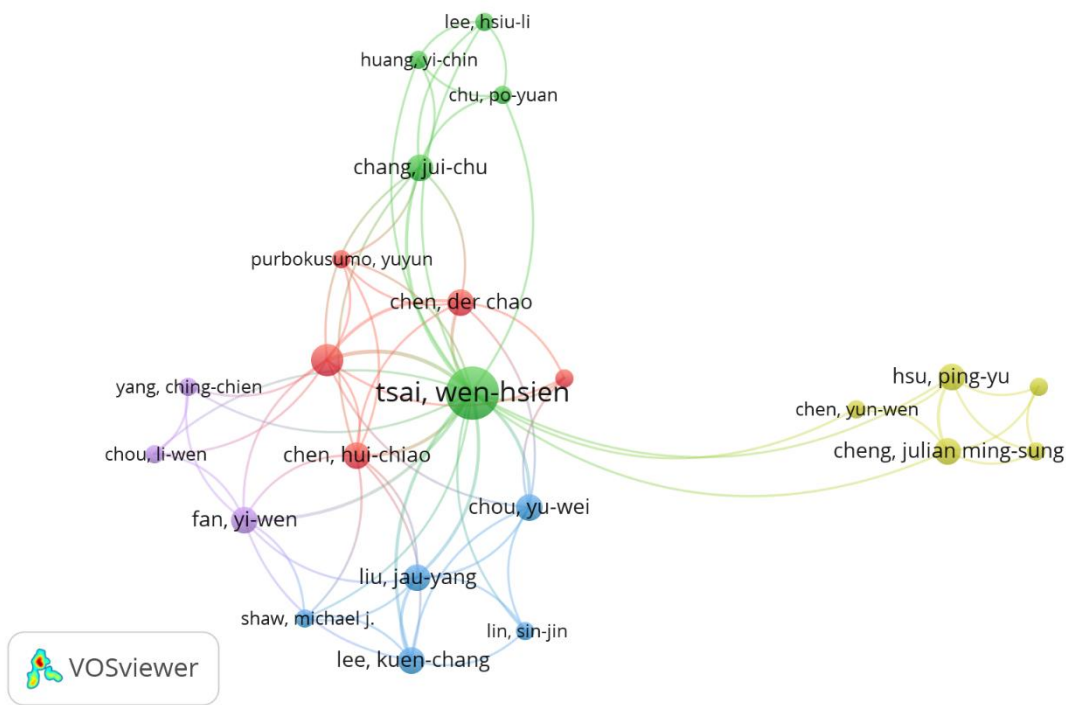 lee, hsiu-li
huang, yi-chin
chu, po-yuan
chang, jui-chu
purbokusumo, yuyun
chen, der chao
tsai, wen-hsien
yang, ching-chien
hsu, ping-yu
chen, yun-wen
chou, li-wen
chen, hui-chiao
cheng, julian ming-sung
fan, yi-wen
chou, yu-wei
liu, jau-yang
shaw, michael j.
lin, sin-jin
lee, kuen-chang
VOSviewer